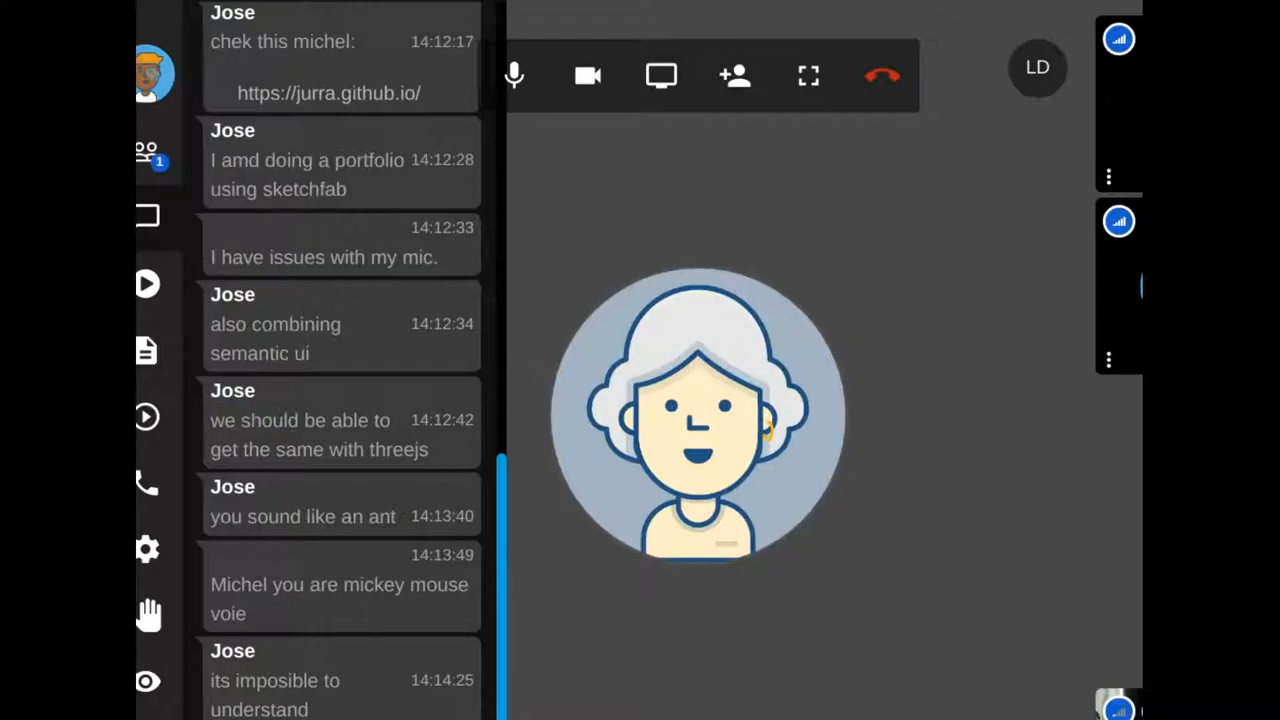 Jose
chek this michel: 14:12:17
https://jurra.github.io/
Jose
I amd doing a portfolio 14:12:28
using sketchfab
14:12:33
I have issues with my mic.
Jose
also combining 14:12:34
semantic ui
Jose
we should be able to 14:12:42
get the same with threejs
Jose
you sound like an ant 14:13:40
14:13:49
Michel you are mickey mouse
voie
Jose
its imposible to 14:14:25
understand
1
LD